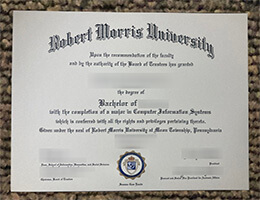 Robert Morris University
Upon the recommendation of the faculty
and by the authority of the Board of Trustees has granted
the degree of
Bachelor of
with the completion of a major in Computer Information Systems
which is conferred with all the rights and privileges pertaining thereto.
Given under the seal of Robert Morris University at Moon Township, Pennsylvania